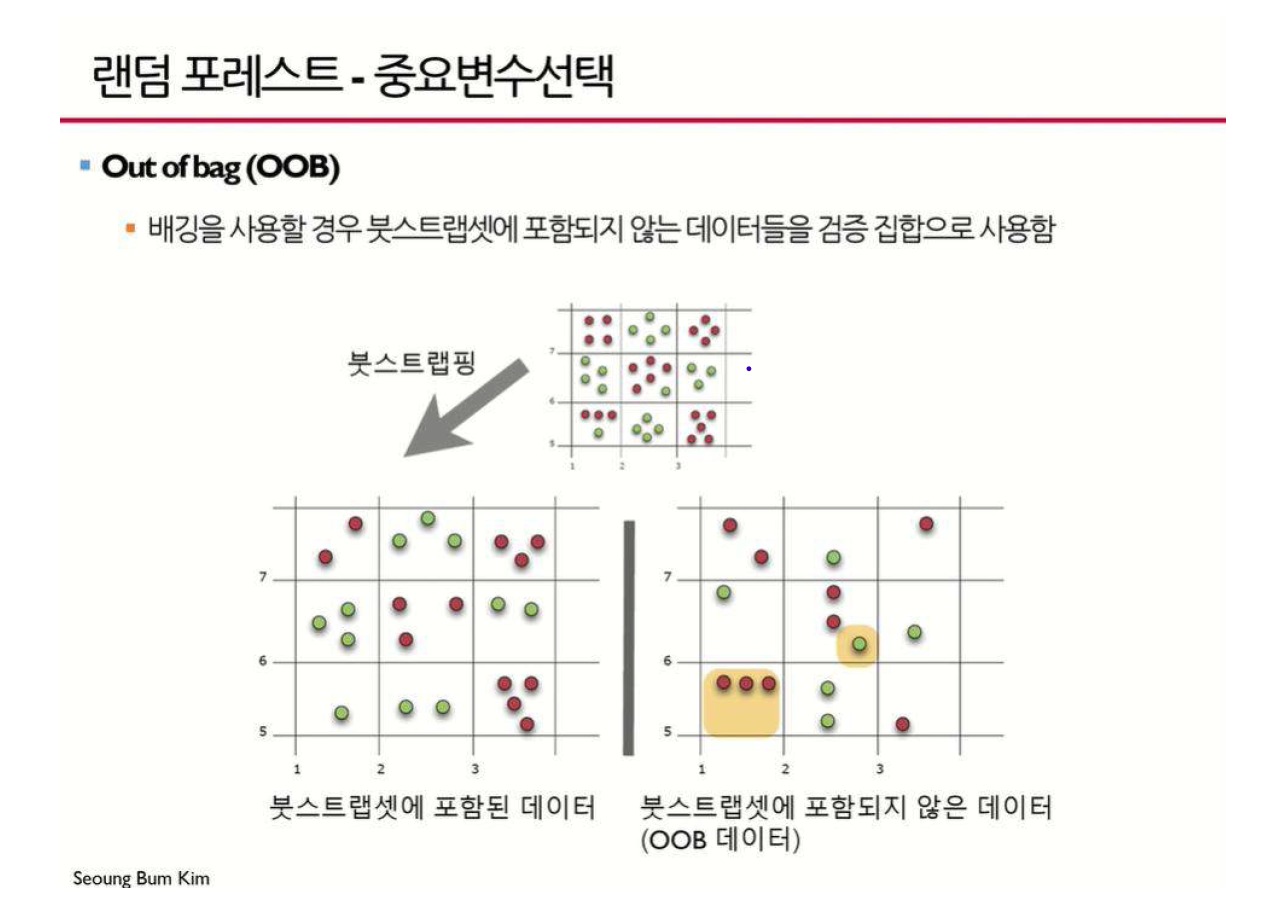 랜덤 포레스트 - 중요변수선택
Out of bag (OOB)
배깅을 사용할 경우 붓스트랩셋에 포함되지 않는 데이터들을 검증 집합으로 사용함
붓스트랩핑
7
6
5
1 2 3
7
6
5
1 2 3
7
6
5
1 2 3
붓스트랩셋에 포함된 데이터
붓스트랩셋에 포함되지 않은 데이터
(OOB 데이터)
Seoung Bum Kim